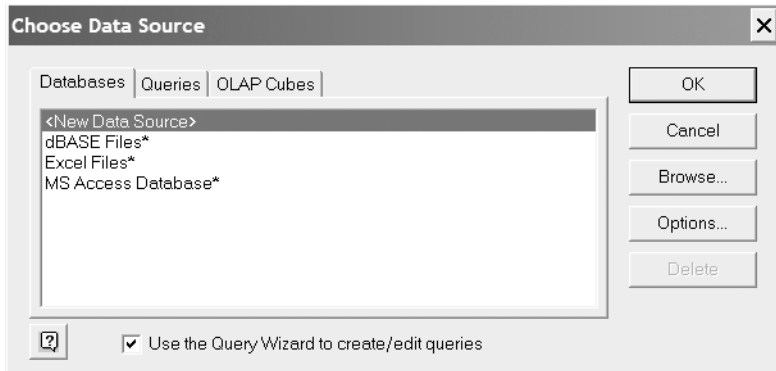 Choose Data Source
Databases Queries OLAP Cubes
<New Data Source>
dBASE Files*
Excel Files*
MS Access Database*
OK
Cancel
Browse...
Options...
Delete
Use the Query Wizard to create/edit queries